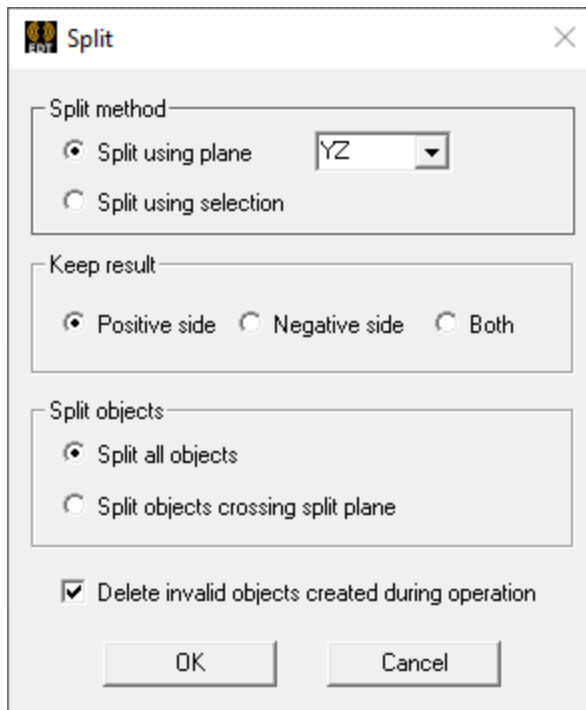 EDT Split
Split method
Split using plane YZ
Split using selection
Keep result
Positive side Negative side Both
Split objects
Split all objects
Split objects crossing split plane
Delete invalid objects created during operation
OK Cancel